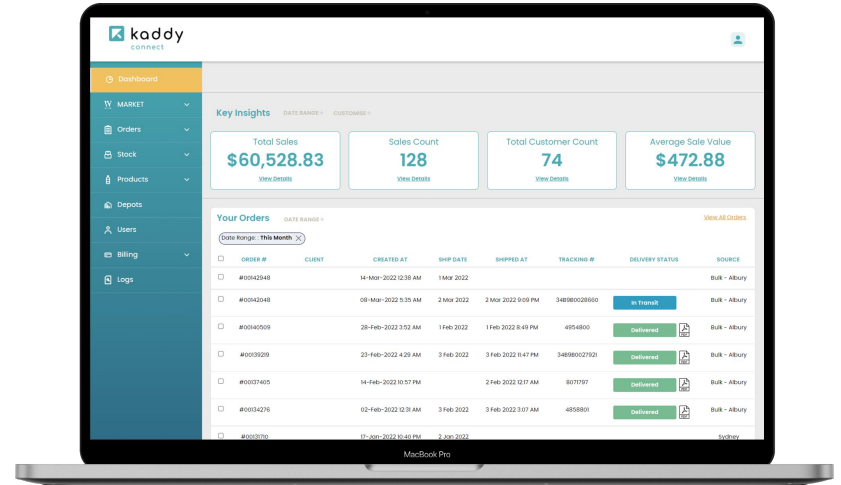 kaddy
connect
Dashboard
MARKET
Orders
Stock
Products
Depots
Users
Billing
Logs
Key Insights DATE RANGE CUSTOMISE
Total Sales Sales Count Total Customer Count Average Sale Value
$60,528.83 128 74 $472.88
View Details View Details View Details View Details
Your Orders DATE RANGE View All Orders
Date Range: : This Month
ORDER # CLIENT CREATED AT SHIP DATE SHIPPED AT TRACKING # DELIVERY STATUS SOURCE
#00142948 14-Mar-2022 12:38 AM 1 Mar 2022 Bulk - Albury
#00142048 08-Mar-2022 5:35 AM 2 Mar 2022 2 Mar 2022 9:09 PM 34B9B0028660 In Transit Bulk - Albury
#00140509 28-Feb-2022 3:52 AM 1 Feb 2022 1 Feb 2022 8:49 PM 4954800 Delivered Bulk - Albury
#00139219 23-Feb-2022 4:29 AM 3 Feb 2022 3 Feb 2022 11:47 PM 34B9B0027921 Delivered Bulk - Albury
#00137405 14-Feb-2022 10:57 PM 2 Feb 2022 12:17 AM 8071797 Delivered Bulk - Albury
#00134276 02-Feb-2022 12:31 AM 3 Feb 2022 3 Feb 2022 3:07 AM 4858801 Delivered Bulk - Albury
#00131710 17-Jan-2022 10:40 PM 2 Jan 2022 Sydney
MacBook Pro